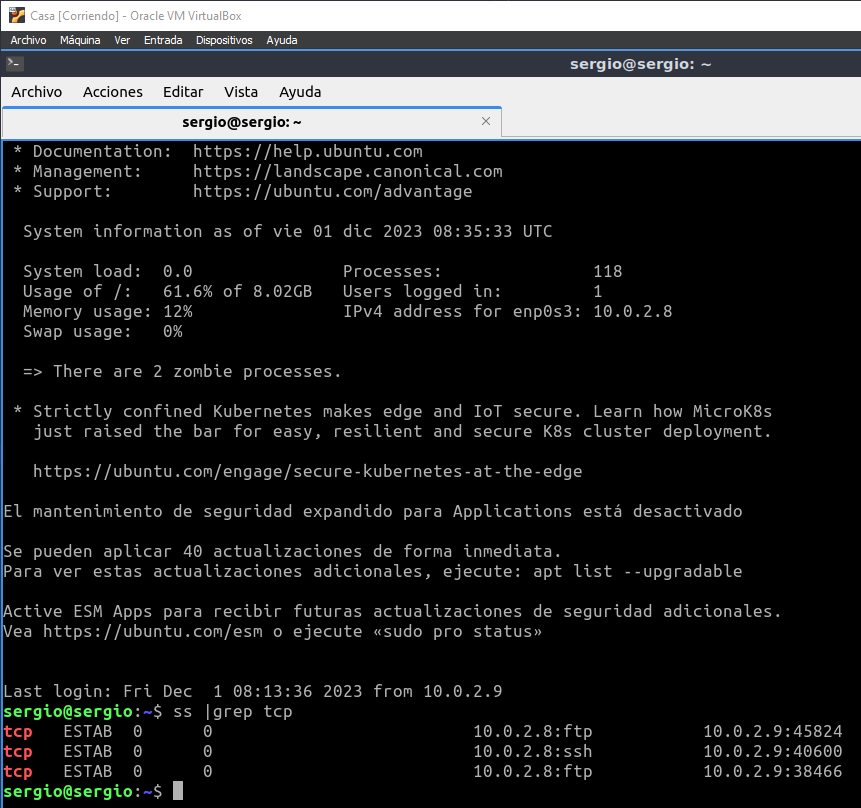 Casa [Corriendo] - Oracle VM VirtualBox
Archivo Máquina Ver Entrada Dispositivos Ayuda
sergio@sergio: ~
Archivo Acciones Editar Vista Ayuda
sergio@sergio: ~ ×
* Documentation:  https://help.ubuntu.com
* Management:     https://landscape.canonical.com
* Support:        https://ubuntu.com/advantage
System information as of vie 01 dic 2023 08:35:33 UTC
System load:  0.0               Processes:               118
Usage of /:   61.6% of 8.02GB   Users logged in:         1
Memory usage: 12%               IPv4 address for enp0s3: 10.0.2.8
Swap usage:   0%
=> There are 2 zombie processes.
* Strictly confined Kubernetes makes edge and IoT secure. Learn how MicroK8s
just raised the bar for easy, resilient and secure K8s cluster deployment.
https://ubuntu.com/engage/secure-kubernetes-at-the-edge
El mantenimiento de seguridad expandido para Applications está desactivado
Se pueden aplicar 40 actualizaciones de forma inmediata.
Para ver estas actualizaciones adicionales, ejecute: apt list --upgradable
Active ESM Apps para recibir futuras actualizaciones de seguridad adicionales.
Vea https://ubuntu.com/esm o ejecute «sudo pro status»
Last login: Fri Dec  1 08:13:36 2023 from 10.0.2.9
sergio@sergio:~$ ss |grep tcp
tcp   ESTAB  0      0                          10.0.2.8:ftp           10.0.2.9:45824
tcp   ESTAB  0      0                          10.0.2.8:ssh           10.0.2.9:40600
tcp   ESTAB  0      0                          10.0.2.8:ftp           10.0.2.9:38466
sergio@sergio:~$